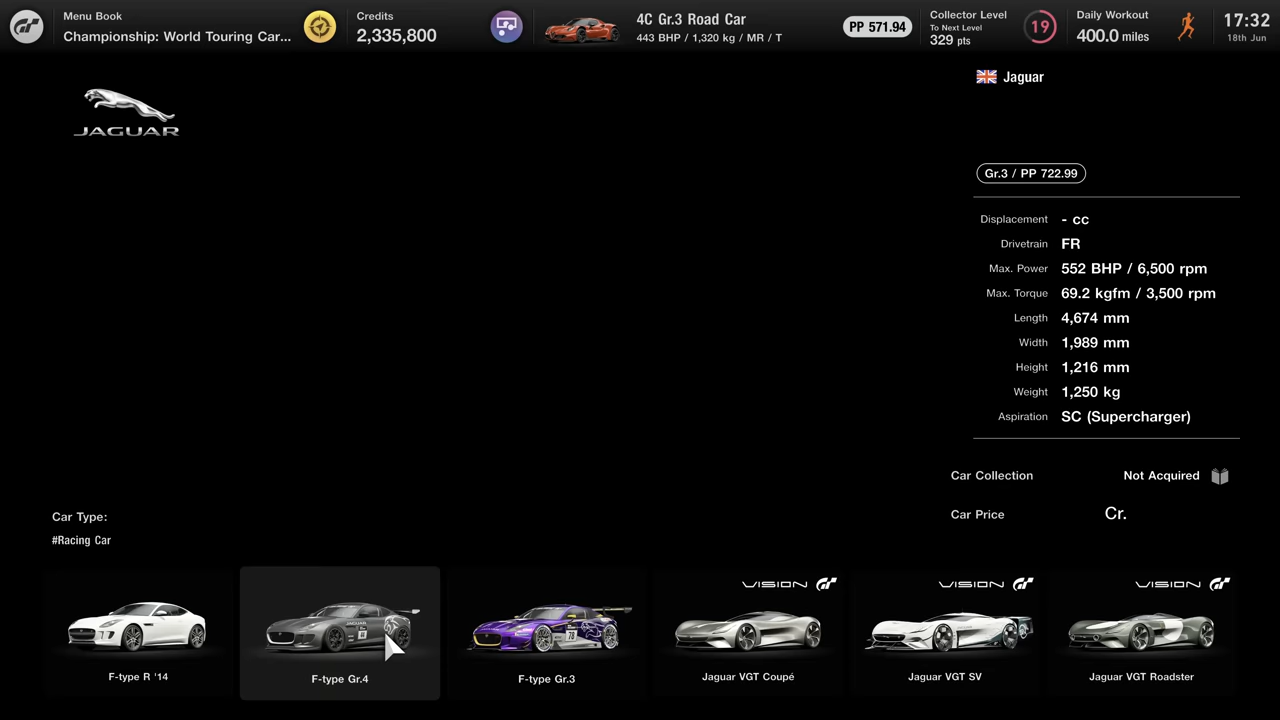 Menu Book
Championship: World Touring Car...
Credits
2,335,800
4C Gr.3 Road Car
443 BHP / 1,320 kg / MR / T
PP 571.94
Collector Level
To Next Level
329 pts
19
Daily Workout
400.0 miles
17:32
18th Jun
JAGUAR
Jaguar
Gr.3 / PP 722.99
Displacement - cc
Drivetrain FR
Max. Power 552 BHP / 6,500 rpm
Max. Torque 69.2 kgfm / 3,500 rpm
Length 4,674 mm
Width 1,989 mm
Height 1,216 mm
Weight 1,250 kg
Aspiration SC (Supercharger)
Car Collection Not Acquired
Car Price Cr.
Car Type:
#Racing Car
F-type R '14
F-type Gr.4
F-type Gr.3
VISION GT
Jaguar VGT Coupé
VISION GT
Jaguar VGT SV
VISION GT
Jaguar VGT Roadster